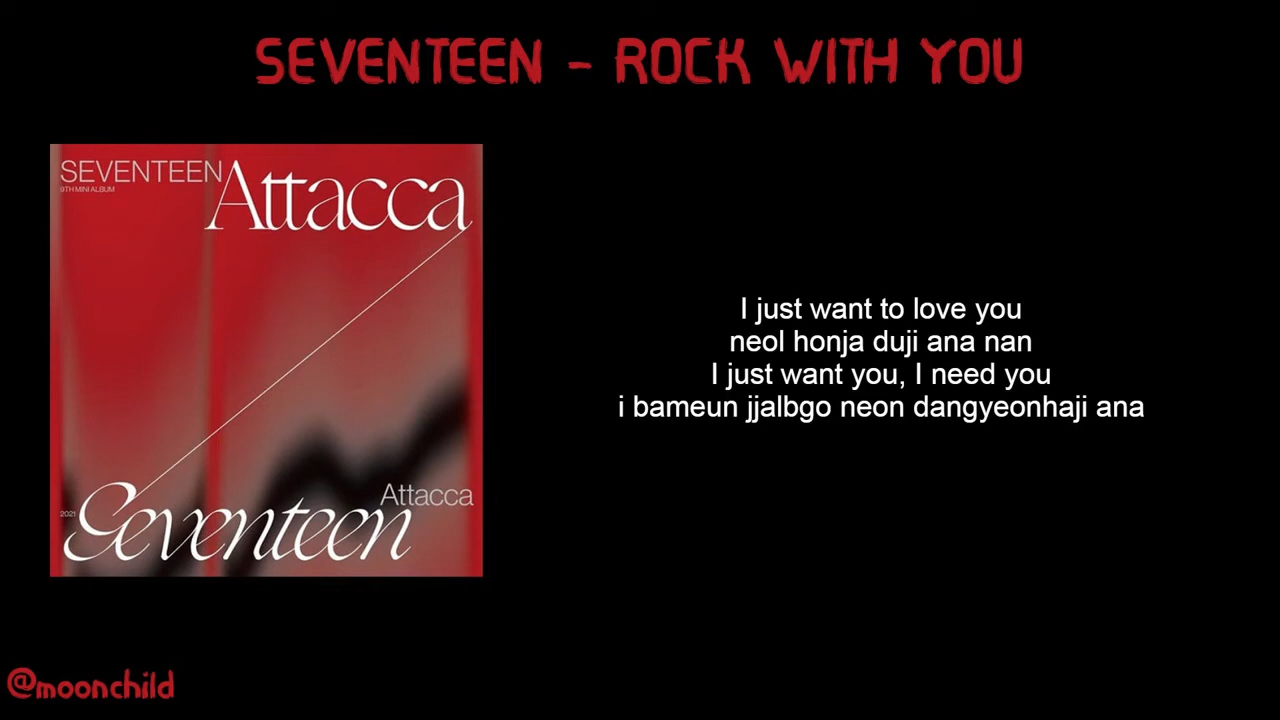 SEVENTEEN - ROCK WITH YOU
SEVENTEEN
9TH MINI ALBUM
Attacca
I just want to love you
neol honja duji ana nan
I just want you, I need you
i bameun jjalbgo neon dangyeonhaji ana
Attacca
2021
Seventeen
@moonchild